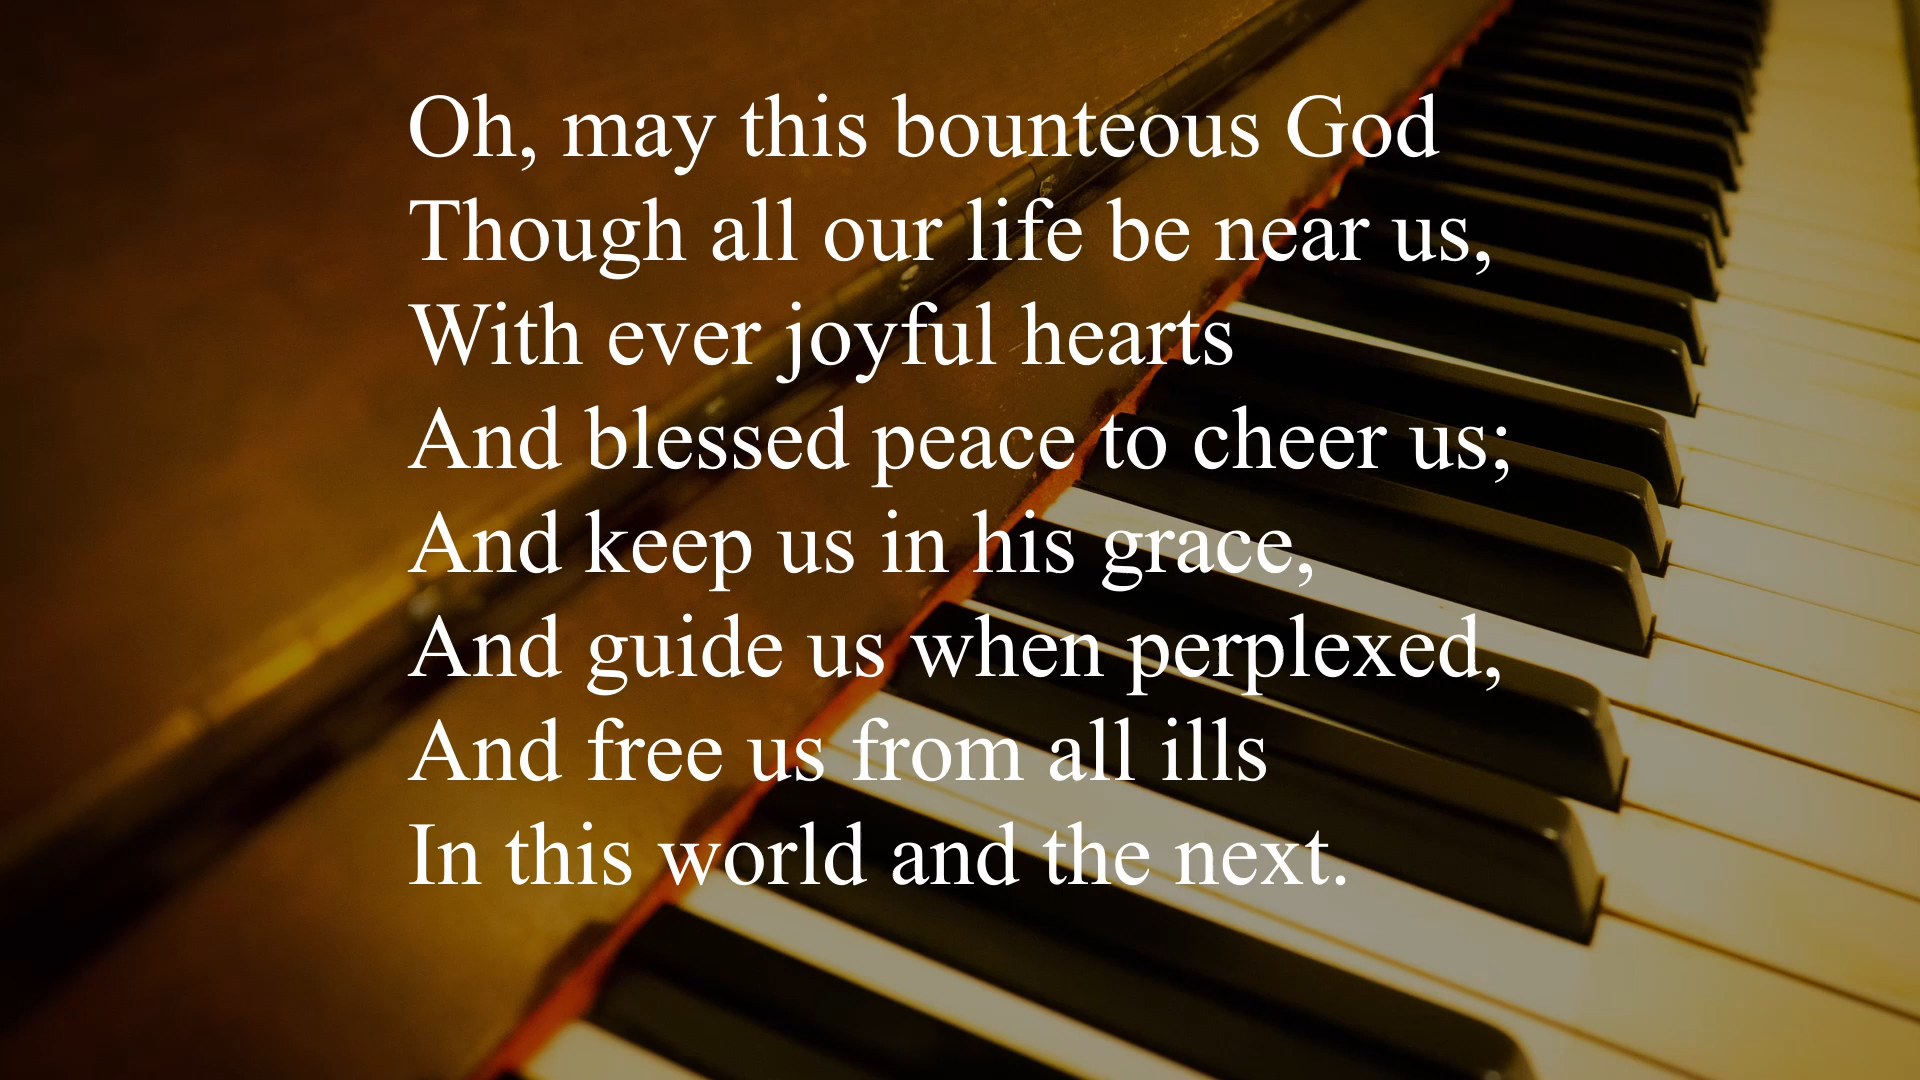 Oh, may this bounteous God
Though all our life be near us,
With ever joyful hearts
And blessed peace to cheer us;
And keep us in his grace,
And guide us when perplexed,
And free us from all ills
In this world and the next.